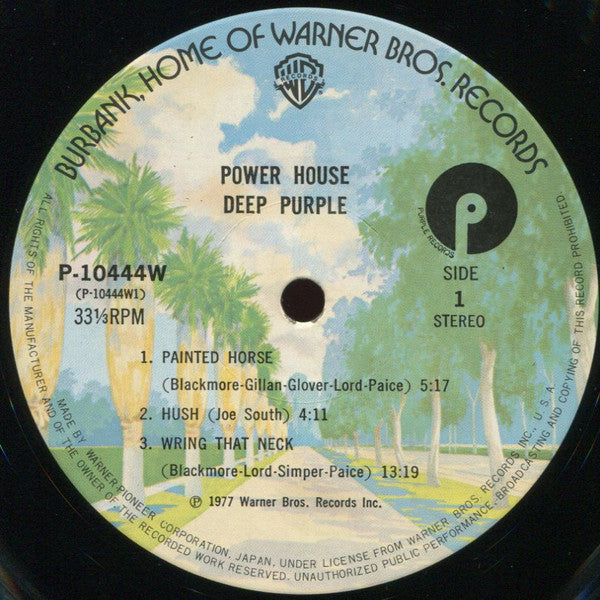 BURBANK, HOME OF WARNER BROS. RECORDS
RECORDS
WB
POWER HOUSE
DEEP PURPLE
p
PURPLE RECORDS
P-10444W
(P-10444W1)
33⅓RPM
SIDE
1
STEREO
1. PAINTED HORSE
(Blackmore-Gillan-Glover-Lord-Paice) 5:17
2. HUSH (Joe South) 4:11
3. WRING THAT NECK
(Blackmore-Lord-Simper-Paice) 13:19
Ⓟ 1977 Warner Bros. Records Inc.
MADE BY WARNER-PIONEER CORPORATION, JAPAN. UNDER LICENSE FROM WARNER BROS. RECORDS INC., U.S.A.
ALL RIGHTS OF THE MANUFACTURER AND OF THE OWNER OF THE RECORDED WORK RESERVED. UNAUTHORIZED PUBLIC PERFORMANCE, BROADCASTING AND COPYING OF THIS RECORD PROHIBITED.